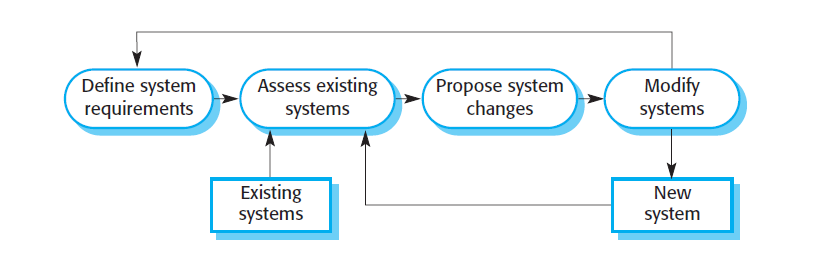 Define system
requirements
Assess existing
systems
Propose system
changes
Modify
systems
Existing
systems
New
system